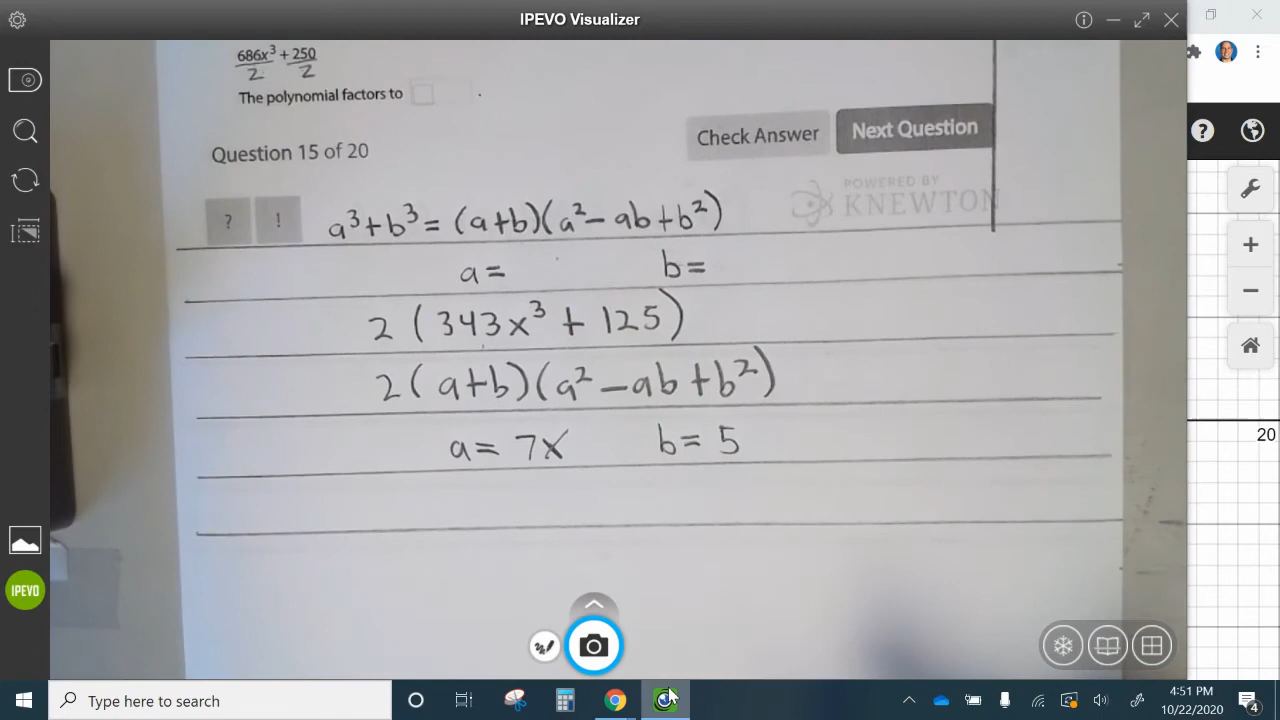 IPEVO Visualizer
686x³ + 250
2 2
The polynomial factors to .
Check Answer Next Question
Question 15 of 20
POWERED BY
KNEWTON
? ! a³+b³=(a+b)(a²−ab+b²)
a= b=
2 (343x³ + 125)
2(a+b)(a²−ab+b²)
a= 7x b= 5
20
IPEVO
Type here to search
4:51 PM
10/22/2020
4